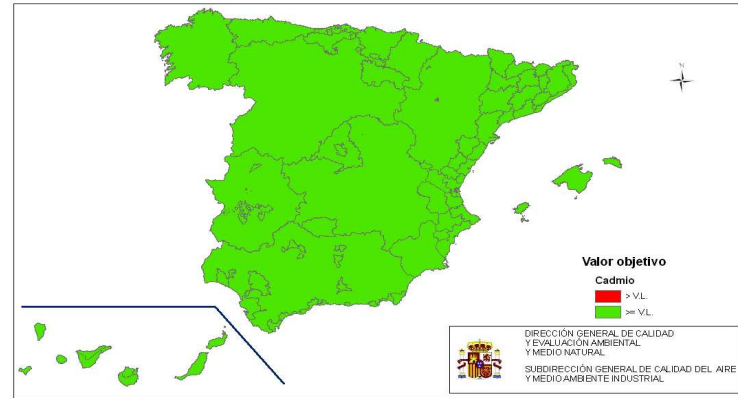 N
Valor objetivo
Cadmio
> V.L.
>= V.L.
DIRECCIÓN GENERAL DE CALIDAD
Y EVALUACIÓN AMBIENTAL
Y MEDIO NATURAL
SUBDIRECCIÓN GENERAL DE CALIDAD DEL AIRE
Y MEDIO AMBIENTE INDUSTRIAL